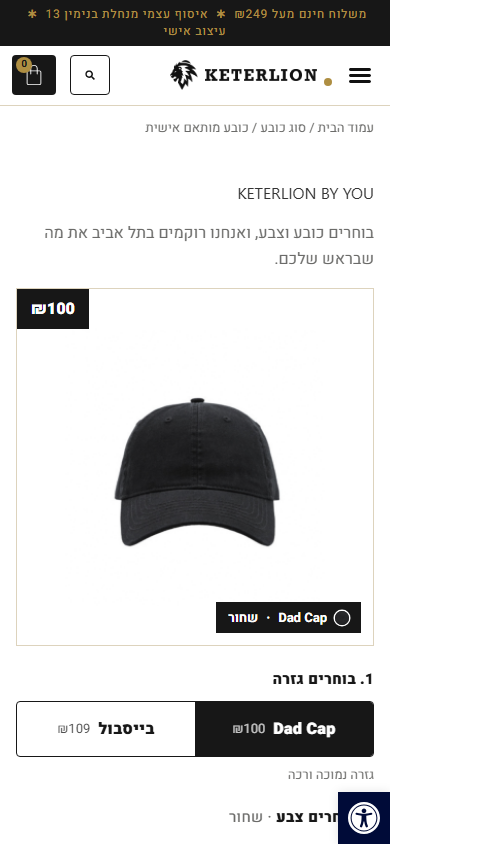 משלוח חינם מעל ₪249 ✱ איסוף עצמי מנחלת בנימין 13 ✱
עיצוב אישי
0
KETERLION
עמוד הבית / סוג כובע / כובע מותאם אישית
KETERLION BY YOU
בוחרים כובע וצבע, ואנחנו רוקמים בתל אביב את מה
שבראש שלכם.
₪100
Dad Cap · שחור
1. בוחרים גזרה
Dad Cap ₪100
בייסבול ₪109
גזרה נמוכה ורכה
חרים צבע · שחור